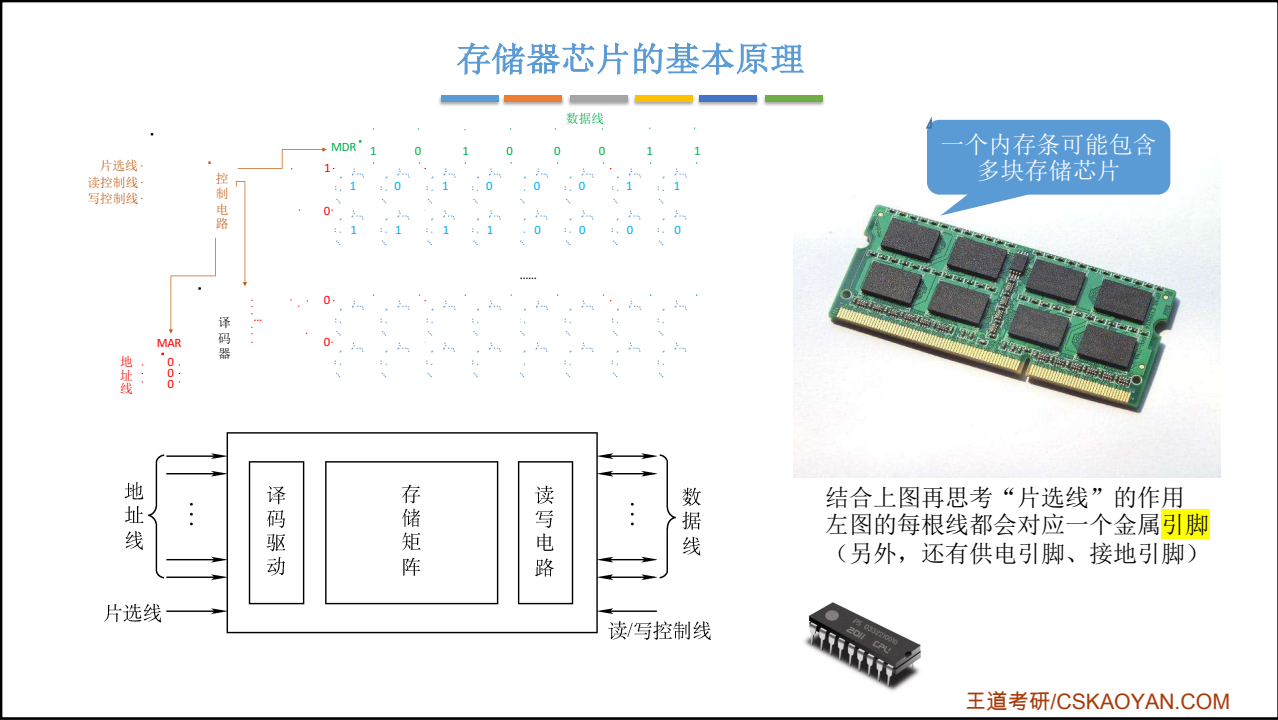 存储器芯片的基本原理
数据线
MDR
1 0 1 0 0 0 1 1
片选线
读控制线
写控制线
控制电路
1
1 0 1 0 0 0 1 1
0
1 1 1 1 0 0 0 0
......
0
...
0
译码器
MAR
地址线
0
0
0
一个内存条可能包含
多块存储芯片
地址线
译码驱动
存储矩阵
读写电路
数据线
片选线
读/写控制线
结合上图再思考“片选线”的作用
左图的每根线都会对应一个金属引脚
（另外，还有供电引脚、接地引脚）
2011 CPU
王道考研/CSKAOYAN.COM